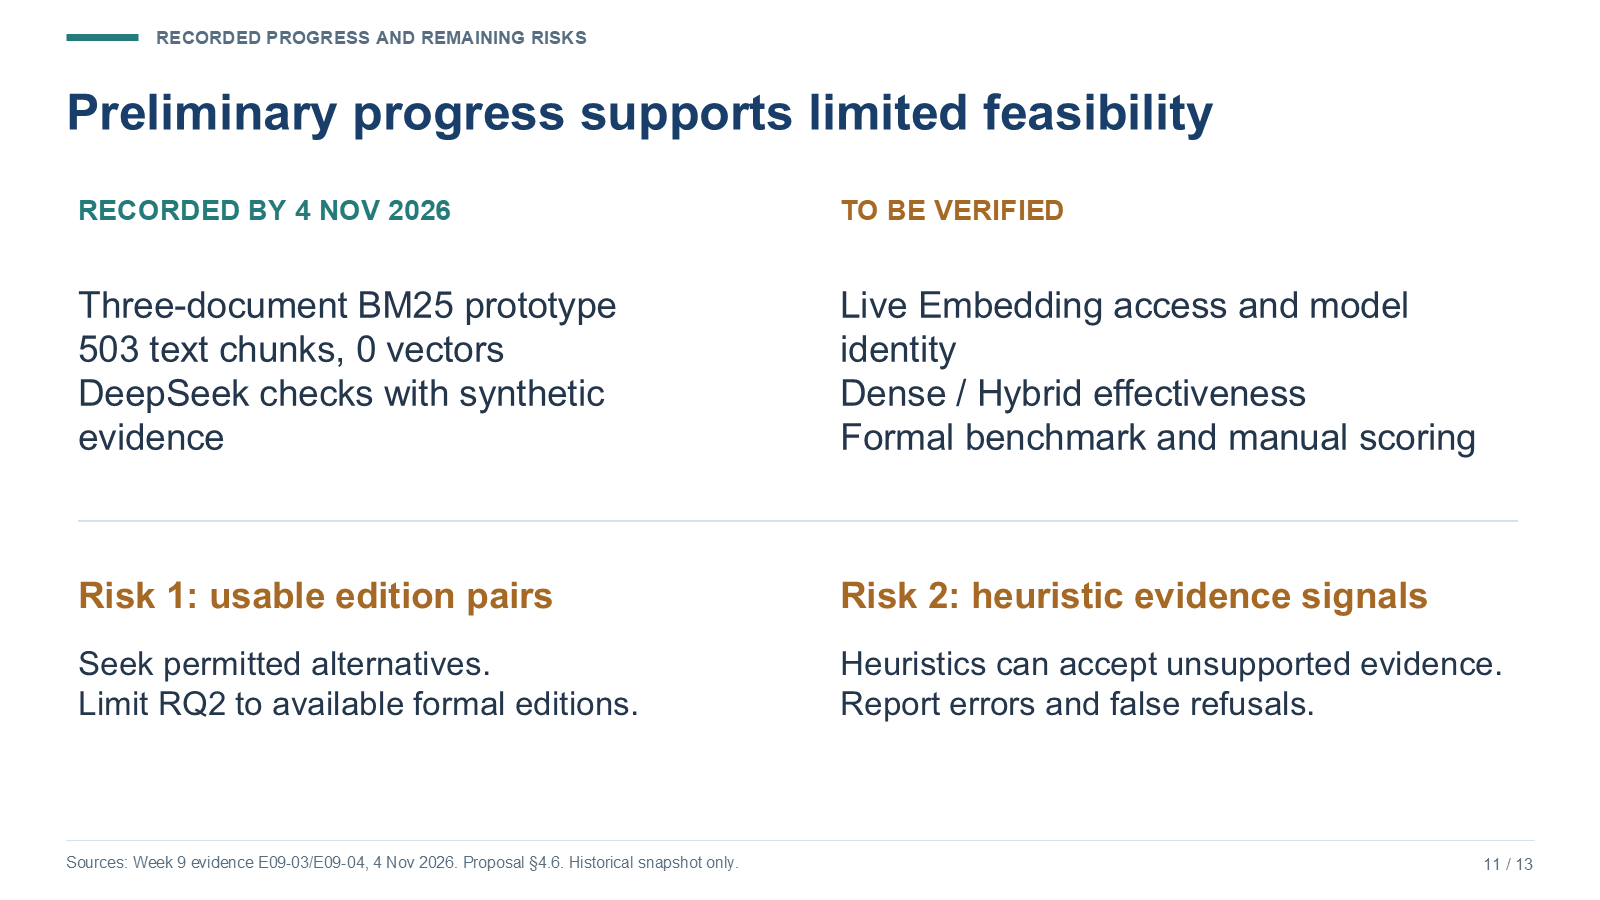 RECORDED PROGRESS AND REMAINING RISKS
Preliminary progress supports limited feasibility
RECORDED BY 4 NOV 2026
Three-document BM25 prototype
503 text chunks, 0 vectors
DeepSeek checks with synthetic
evidence
TO BE VERIFIED
Live Embedding access and model
identity
Dense / Hybrid effectiveness
Formal benchmark and manual scoring
Risk 1: usable edition pairs
Seek permitted alternatives.
Limit RQ2 to available formal editions.
Risk 2: heuristic evidence signals
Heuristics can accept unsupported evidence.
Report errors and false refusals.
Sources: Week 9 evidence E09-03/E09-04, 4 Nov 2026. Proposal §4.6. Historical snapshot only.
11 / 13